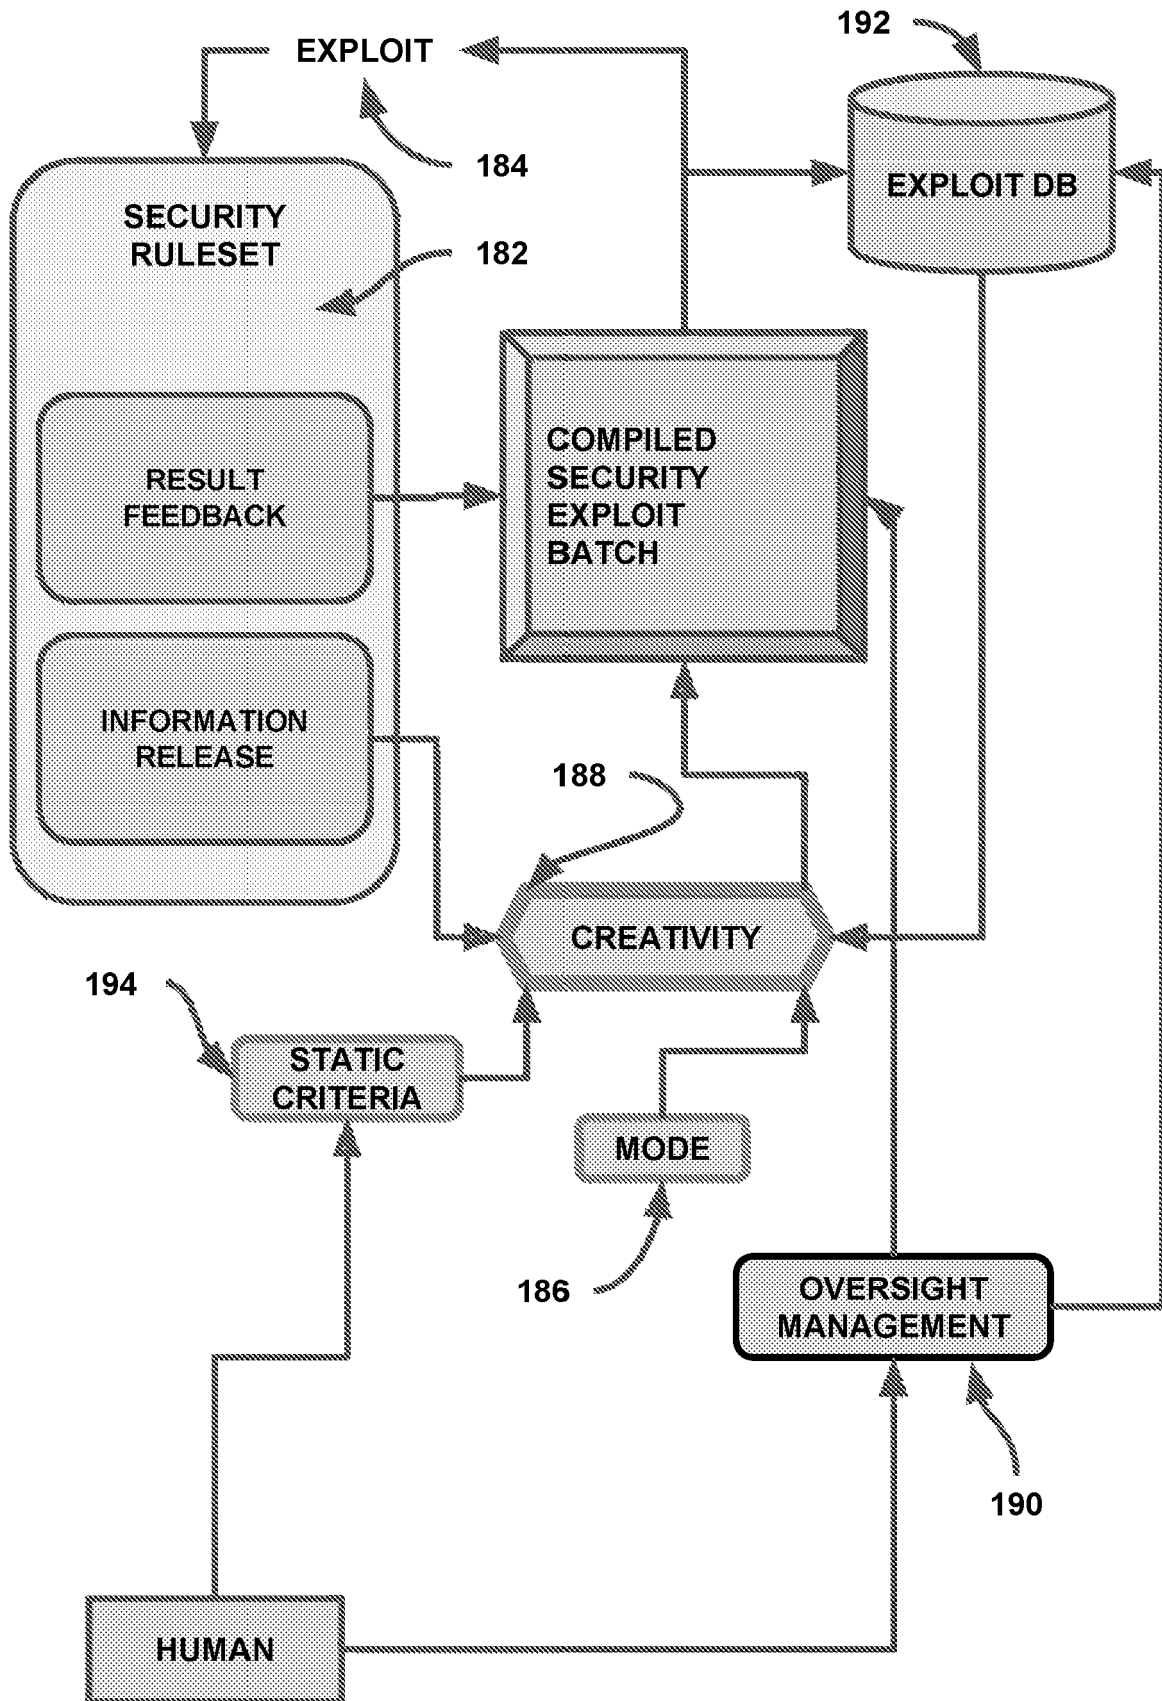 192
EXPLOIT
184
EXPLOIT DB
SECURITY
RULESET
182
COMPILED
SECURITY
EXPLOIT
BATCH
RESULT
FEEDBACK
INFORMATION
RELEASE
188
CREATIVITY
194
STATIC
CRITERIA
MODE
186
OVERSIGHT
MANAGEMENT
190
HUMAN